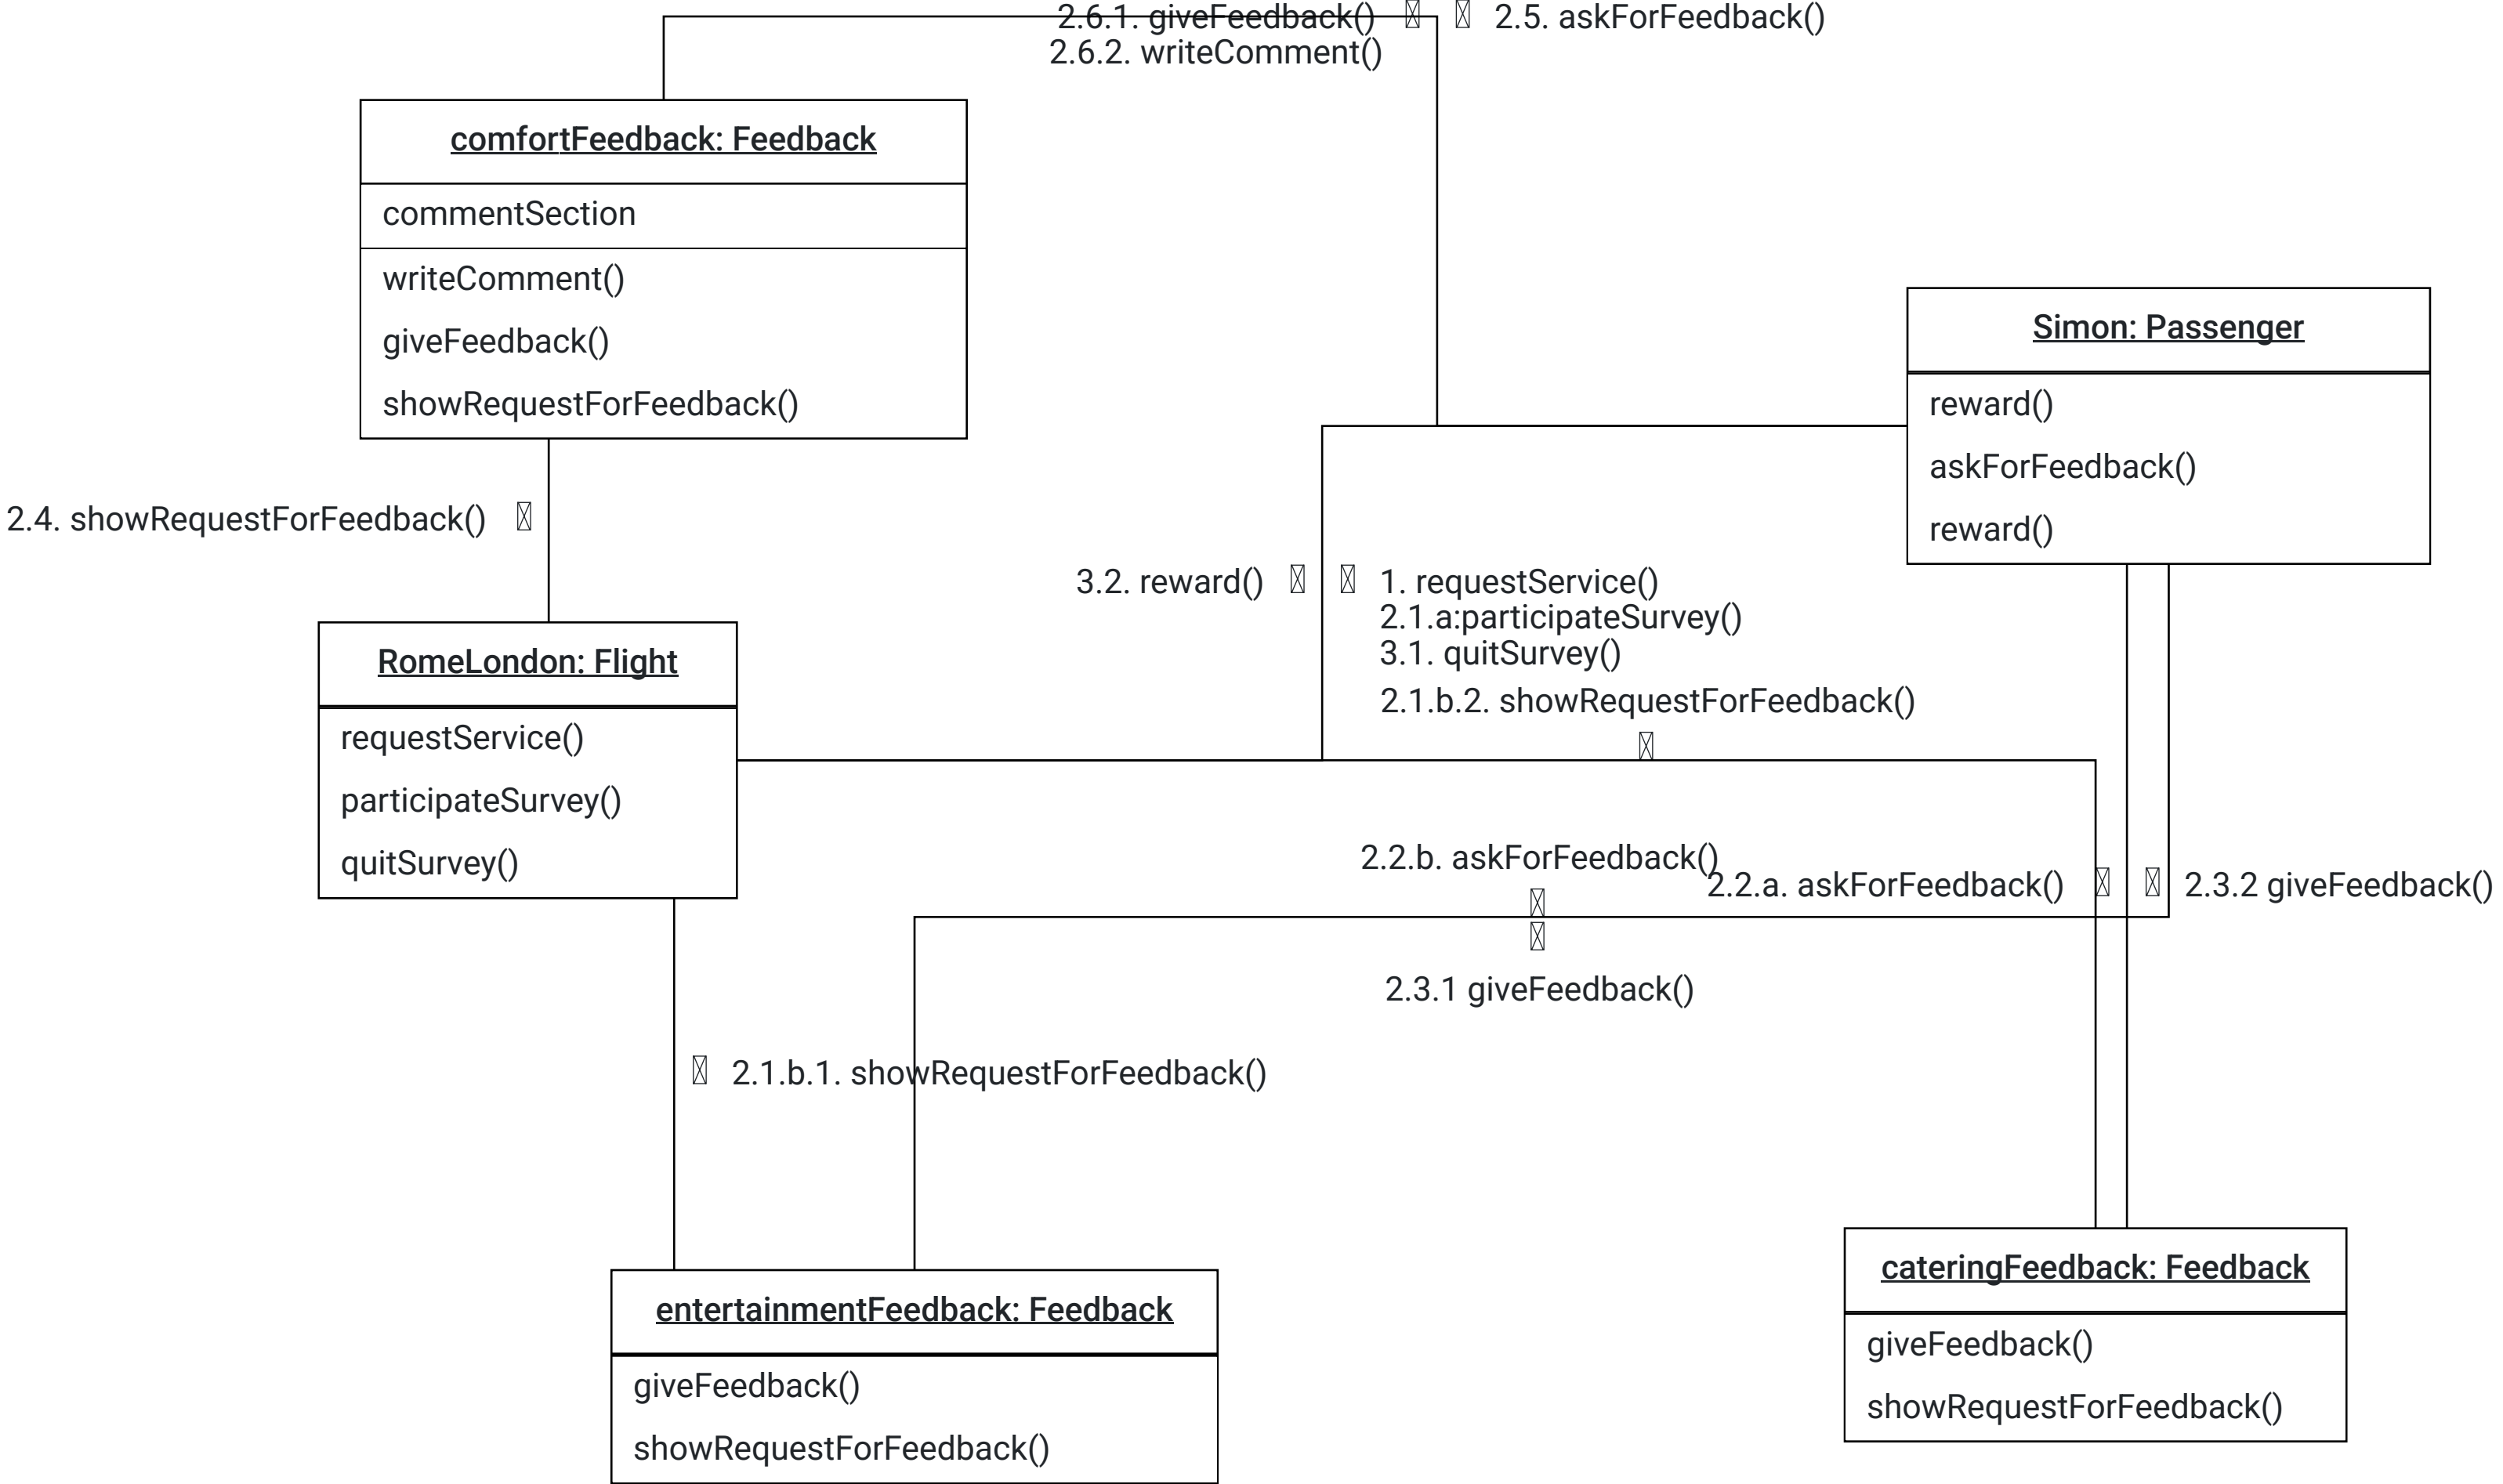 2.6.1. giveFeedback()
2.5. askForFeedback()
2.6.2. writeComment()
comfortFeedback: Feedback
commentSection
writeComment()
giveFeedback()
showRequestForFeedback()
Simon: Passenger
reward()
askForFeedback()
reward()
2.4. showRequestForFeedback()
3.2. reward()
1. requestService()
2.1.a:participateSurvey()
3.1. quitSurvey()
2.1.b.2. showRequestForFeedback()
RomeLondon: Flight
requestService()
participateSurvey()
quitSurvey()
2.2.b. askForFeedback()
2.2.a. askForFeedback()
2.3.2 giveFeedback()
2.3.1 giveFeedback()
2.1.b.1. showRequestForFeedback()
entertainmentFeedback: Feedback
giveFeedback()
showRequestForFeedback()
cateringFeedback: Feedback
giveFeedback()
showRequestForFeedback()